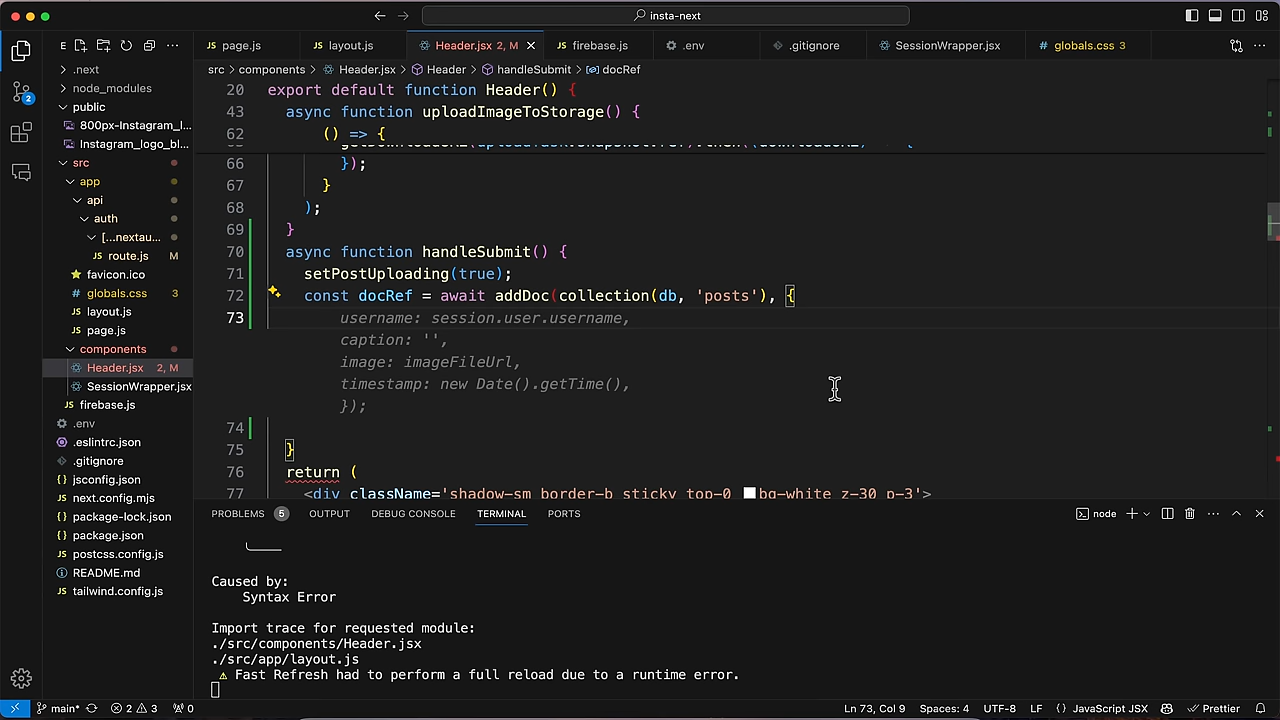 insta-next
E
page.js
layout.js
Header.jsx 2, M
firebase.js
.env
.gitignore
SessionWrapper.jsx
globals.css 3
src > components > Header.jsx > Header > handleSubmit > docRef
.next
node_modules
public
800px-Instagram_l...
Instagram_logo_bl...
src
app
api
auth
[...nextau...
route.js M
favicon.ico
globals.css 3
layout.js
page.js
components
Header.jsx 2, M
SessionWrapper.jsx
firebase.js
.env
.eslintrc.json
.gitignore
jsconfig.json
next.config.mjs
package-lock.json
package.json
postcss.config.js
README.md
tailwind.config.js
2
20 export default function Header() {
43 async function uploadImageToStorage() {
62 () => {
66 });
67 }
68 );
69 }
70 async function handleSubmit() {
71 setPostUploading(true);
72 const docRef = await addDoc(collection(db, 'posts'), {
73 username: session.user.username,
caption: '',
image: imageFileUrl,
timestamp: new Date().getTime(),
});
74
75 }
76 return (
77 <div className='shadow-sm border-b sticky top-0 bg-white z-30 p-3'>
PROBLEMS 5 OUTPUT DEBUG CONSOLE TERMINAL PORTS
node
Caused by:
Syntax Error
Import trace for requested module:
./src/components/Header.jsx
./src/app/layout.js
⚠ Fast Refresh had to perform a full reload due to a runtime error.
main* 2 3 0 Ln 73, Col 9 Spaces: 4 UTF-8 LF {} JavaScript JSX Prettier